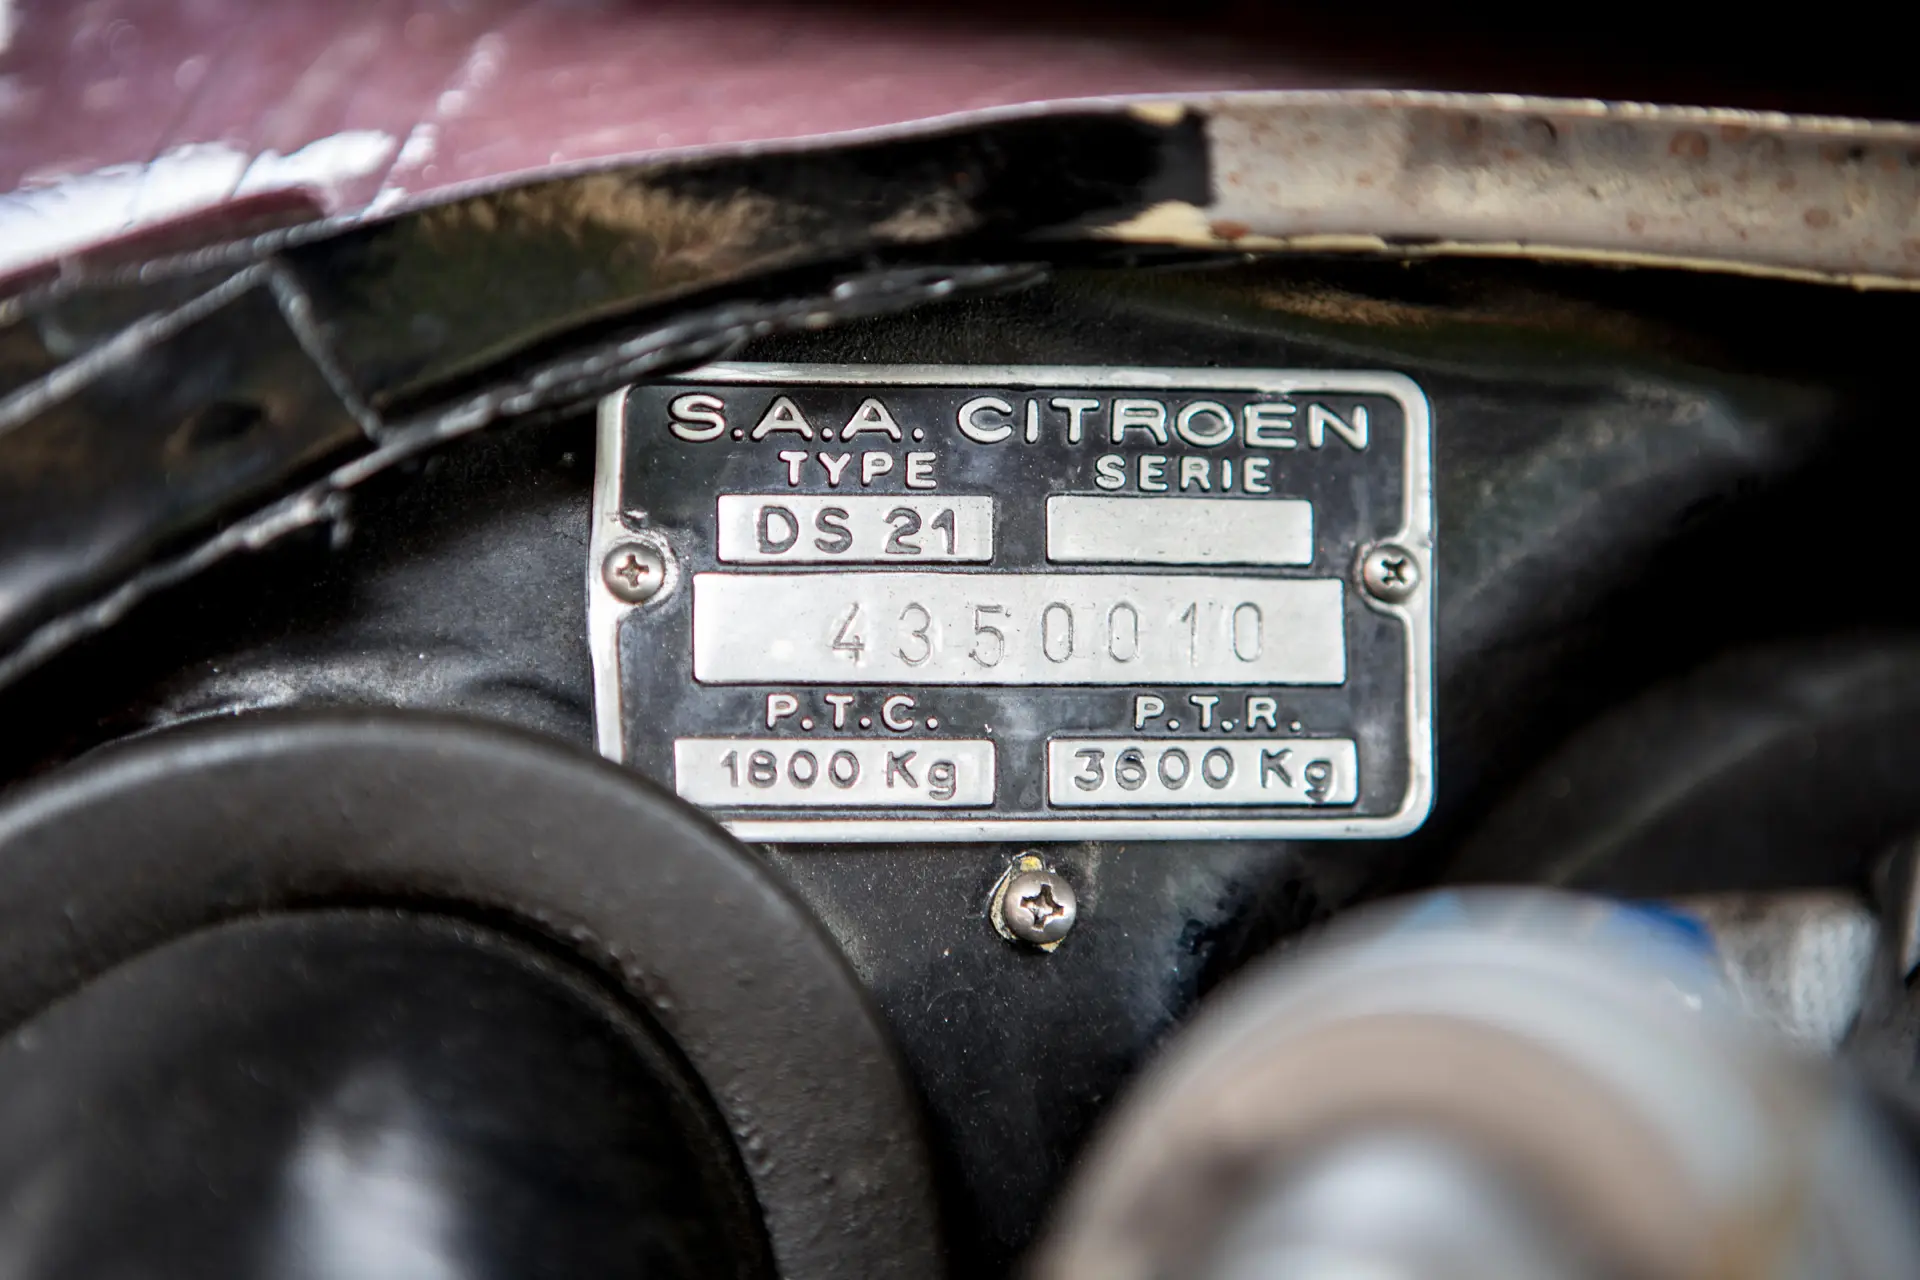 S.A.A. CITROEN
TYPE SERIE
DS 21
4350010
P.T.C. P.T.R.
1800 Kg 3600 Kg